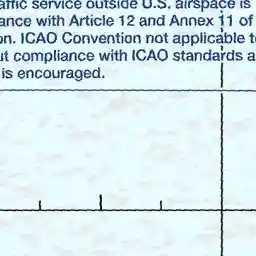 affic service outside U.S. airspace is
ance with Article 12 and Annex 11 of
on. ICAO Convention not applicable t
ut compliance with ICAO standards a
is encouraged.